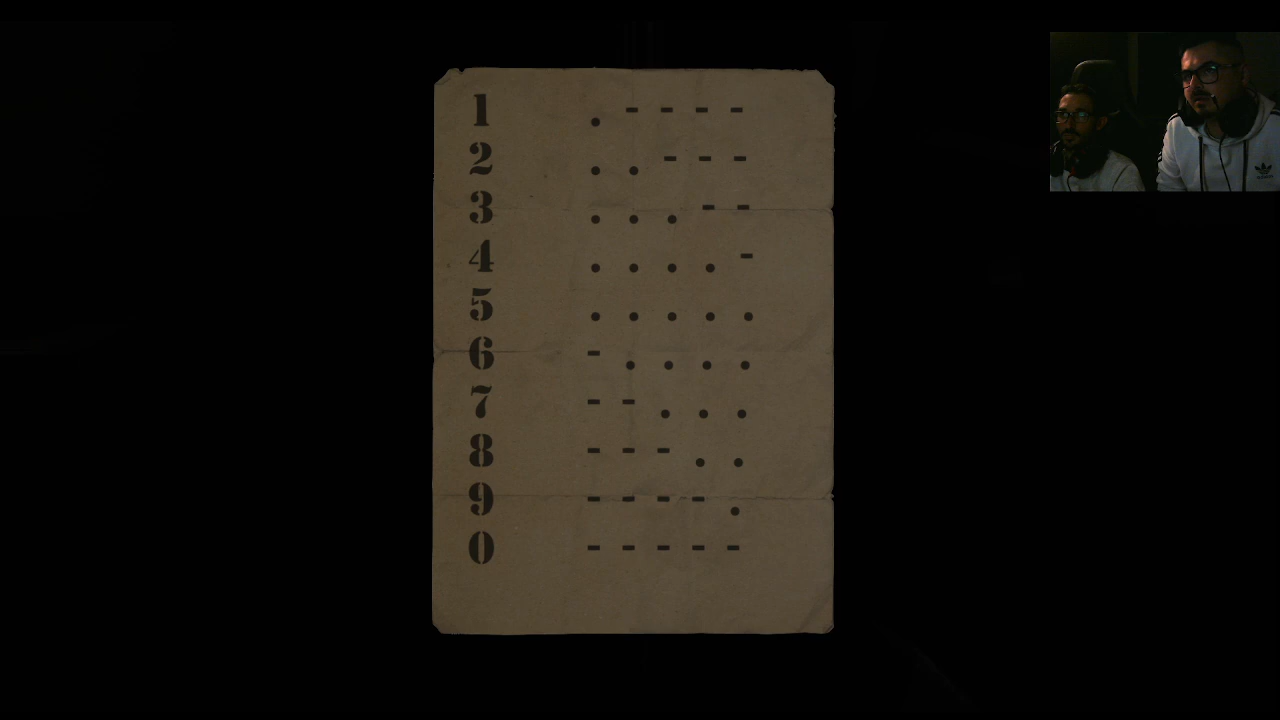 1 . - - - -
2 . . - - -
3 . . . - -
4 . . . . -
5 . . . . .
6 - . . . .
7 - - . . .
8 - - - . .
9 - - - - .
0 - - - - -